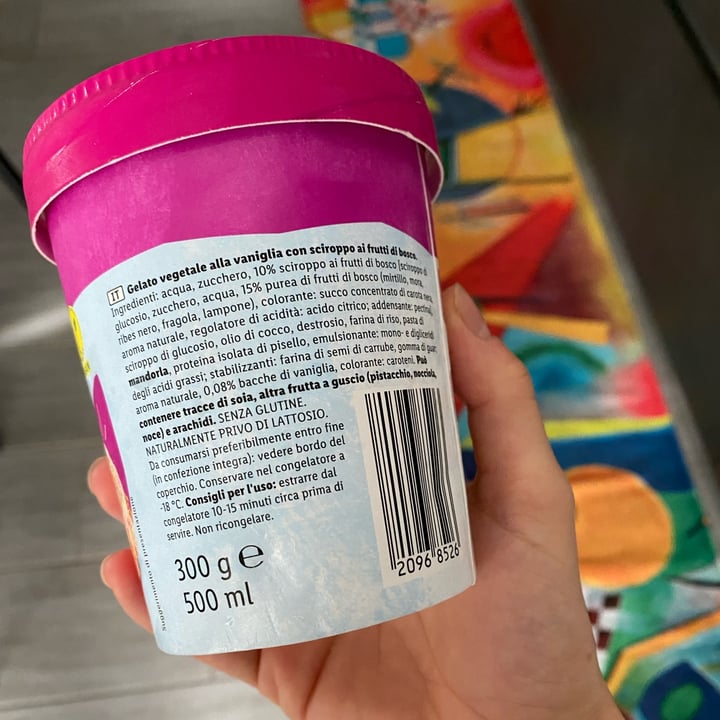 IT Gelato vegetale alla vaniglia con sciroppo ai frutti di bosco.
Ingredienti: acqua, zucchero, 10% sciroppo ai frutti di bosco [sciroppo di
glucosio, zucchero, acqua, 15% purea di frutti di bosco (mirtillo, mora,
ribes nero, fragola, lampone), colorante: succo concentrato di carota nera,
aroma naturale, regolatore di acidità: acido citrico; addensante: pectina],
sciroppo di glucosio, olio di cocco, destrosio, farina di riso, pasta di
mandorla, proteina isolata di pisello, emulsionante: mono- e digliceridi
degli acidi grassi; stabilizzanti: farina di semi di carrube, gomma di guar;
aroma naturale, 0,08% bacche di vaniglia, colorante: caroteni. Può
contenere tracce di soia, altra frutta a guscio (pistacchio, nocciola,
noce) e arachidi. SENZA GLUTINE.
NATURALMENTE PRIVO DI LATTOSIO.
Da consumarsi preferibilmente entro fine
(in confezione integra): vedere bordo del
coperchio. Conservare nel congelatore a
-18 °C. Consigli per l'uso: estrarre dal
congelatore 10-15 minuti circa prima di
servire. Non ricongelare.
300 g e
500 ml
2096 8526
Suggerimento di presentazione